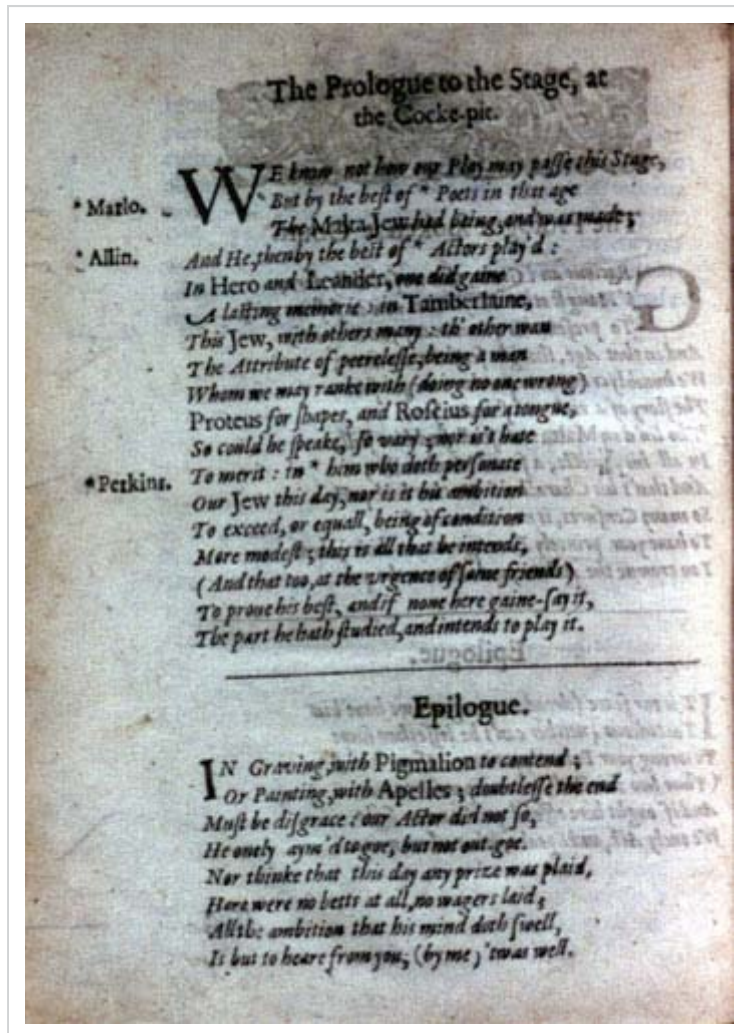 The Prologue to the Stage, at
the Cocke-pit.
WE know not how our Play may passe this Stage,
*Marlo. But by the best of * Poets in that age
The Malta Jew had being, and was made;
*Allin. And He, then by the best of * Actors play'd:
In Hero and Leander, one did gaine
A lasting memorie: in Tamberlaine,
This Jew, with others many: th' other wan
The Attribute of peerelesse, being a man
Whom we may ranke with (doing no one wrong)
Proteus for shapes, and Roscius for a tongue,
So could he speake, so vary; nor is't hate
*Perkins. To merit: in * him who doth personate
Our Jew this day, nor is it his ambition
To exceed, or equall, being of condition
More modest; this is all that he intends,
(And that too, at the urgence of some friends)
To prove his best, and if none here gaine-say it,
The part he hath studied, and intends to play it.
Epilogue.
IN Graving, with Pigmalion to contend;
Or Painting, with Apelles; doubtlesse the end
Must be disgrace: our Actor did not so,
He onely aym'd to goe, but not out-goe.
Nor thinke that this day any prize was plaid,
Here were no betts at all, no wagers laid;
All the ambition that his mind doth swell,
Is but to heare from you, (by me) 'twas well.